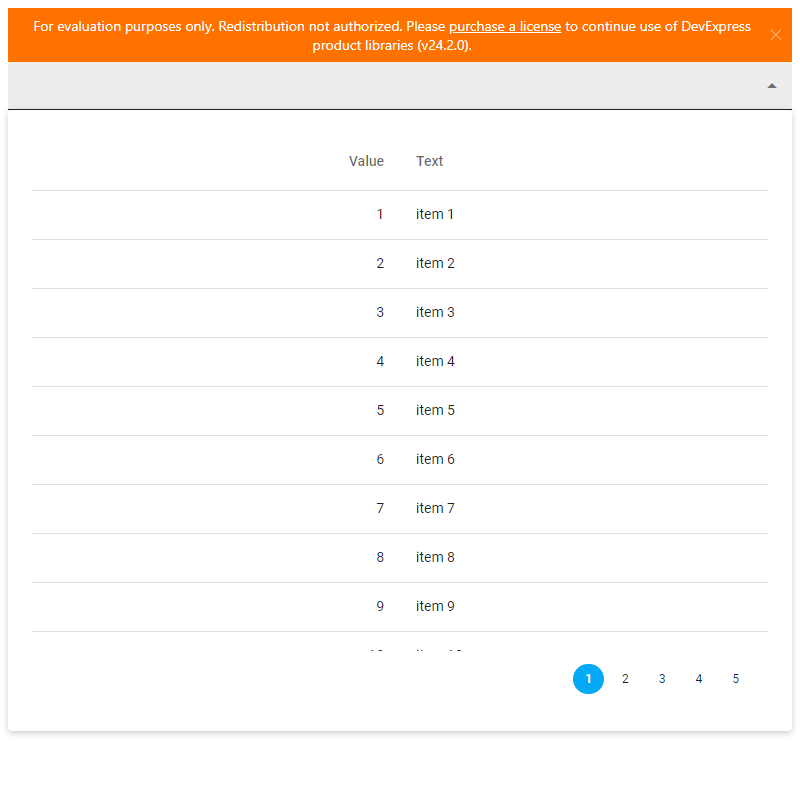 For evaluation purposes only. Redistribution not authorized. Please purchase a license to continue use of DevExpress
product libraries (v24.2.0).
Value Text
1 item 1
2 item 2
3 item 3
4 item 4
5 item 5
6 item 6
7 item 7
8 item 8
9 item 9
1 2 3 4 5